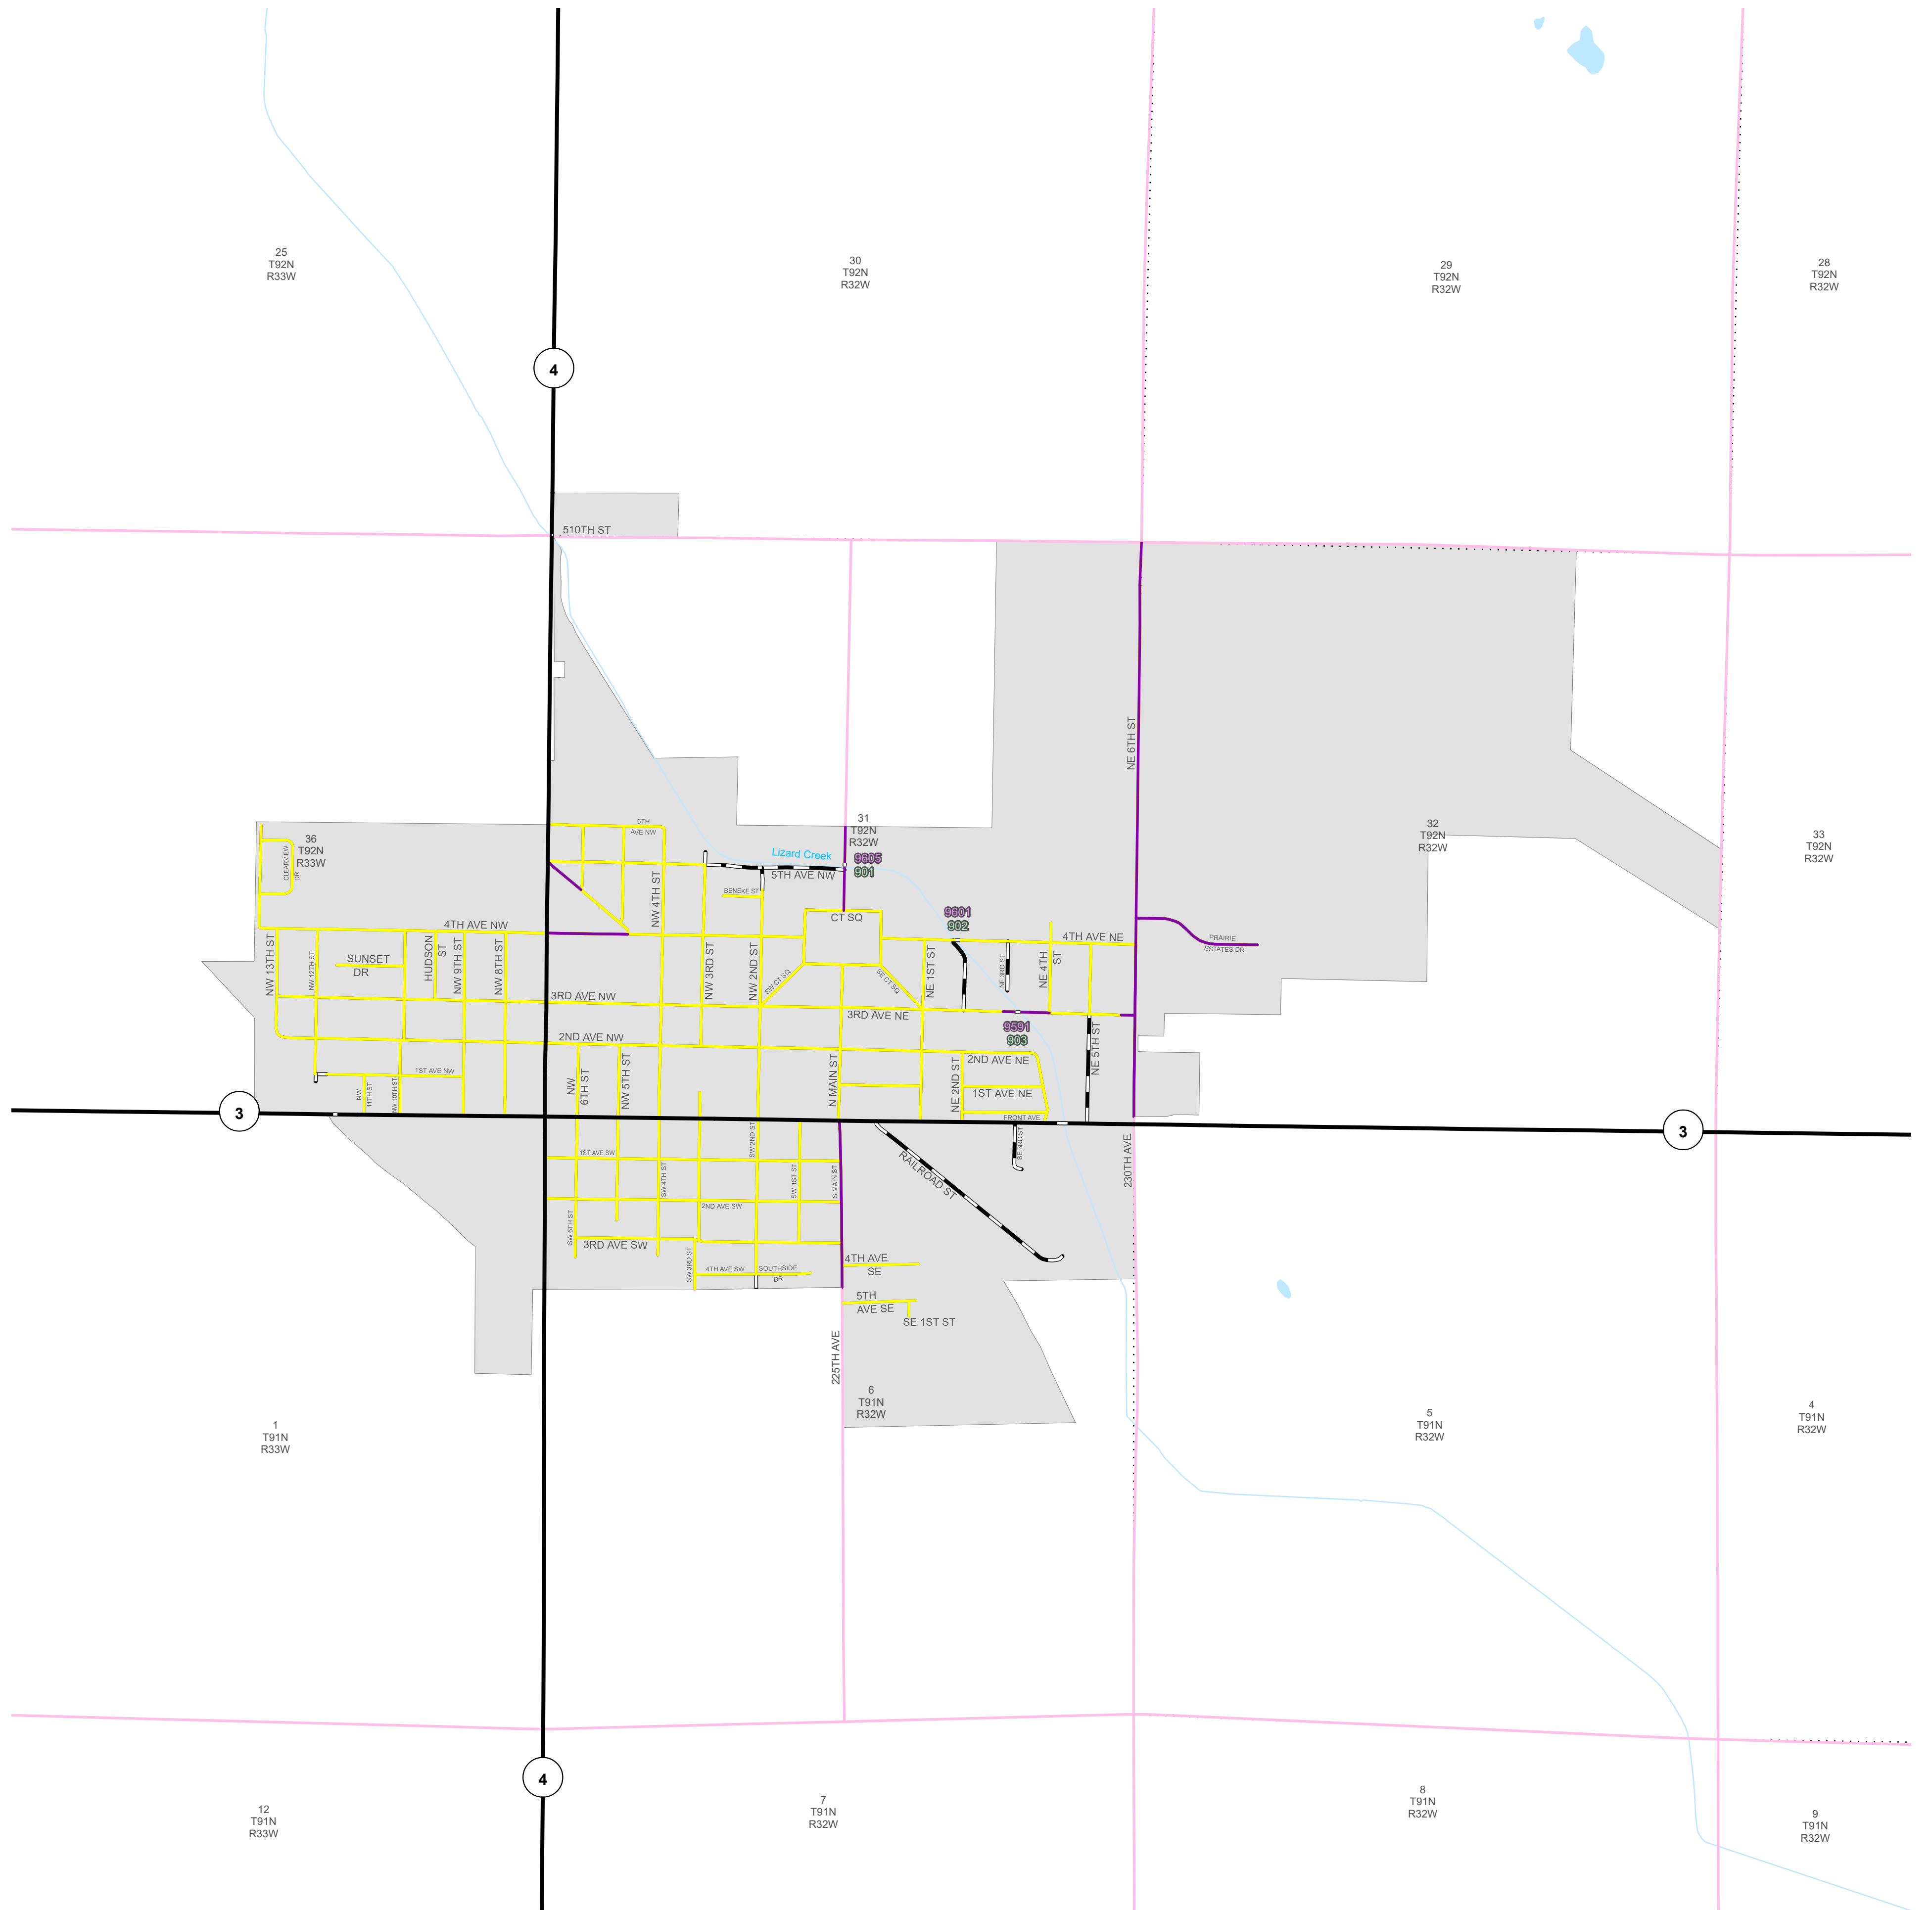 25
T92N
R33W
30
T92N
R32W
29
T92N
R32W
28
T92N
R32W
4
510TH ST
NE 6TH ST
36
T92N
R33W
31
T92N
R32W
32
T92N
R32W
33
T92N
R32W
6TH
AVE NW
CLEARVIEW
DR
Lizard Creek
9605
901
5TH AVE NW
BENEKE ST
NW 4TH ST
CT SQ
9601
902
4TH AVE NW
4TH AVE NE
PRAIRIE
ESTATES DR
NW 13TH ST
NW 12TH ST
SUNSET
DR
HUDSON
ST
NW 9TH ST
NW 8TH ST
NW 3RD ST
NW 2ND ST
SW CT SQ
SE CT SQ
NE 1ST ST
NE 3RD ST
NE 4TH
ST
3RD AVE NW
3RD AVE NE
9591
903
2ND AVE NW
2ND AVE NE
NE 5TH ST
1ST AVE NW
NW
11TH ST
NW 10TH ST
NW
6TH ST
NW 5TH ST
N MAIN ST
NE 2ND ST
1ST AVE NE
FRONT AVE
3
3
1ST AVE SW
SW 2ND ST
SW 4TH ST
SW 1ST ST
S MAIN ST
RAILROAD ST
SE 3RD ST
230TH AVE
2ND AVE SW
SW 6TH ST
3RD AVE SW
SW 3RD ST
4TH AVE SW
SOUTHSIDE
DR
4TH AVE
SE
5TH
AVE SE
SE 1ST ST
225TH AVE
1
T91N
R33W
6
T91N
R32W
5
T91N
R32W
4
T91N
R32W
4
12
T91N
R33W
7
T91N
R32W
8
T91N
R32W
9
T91N
R32W